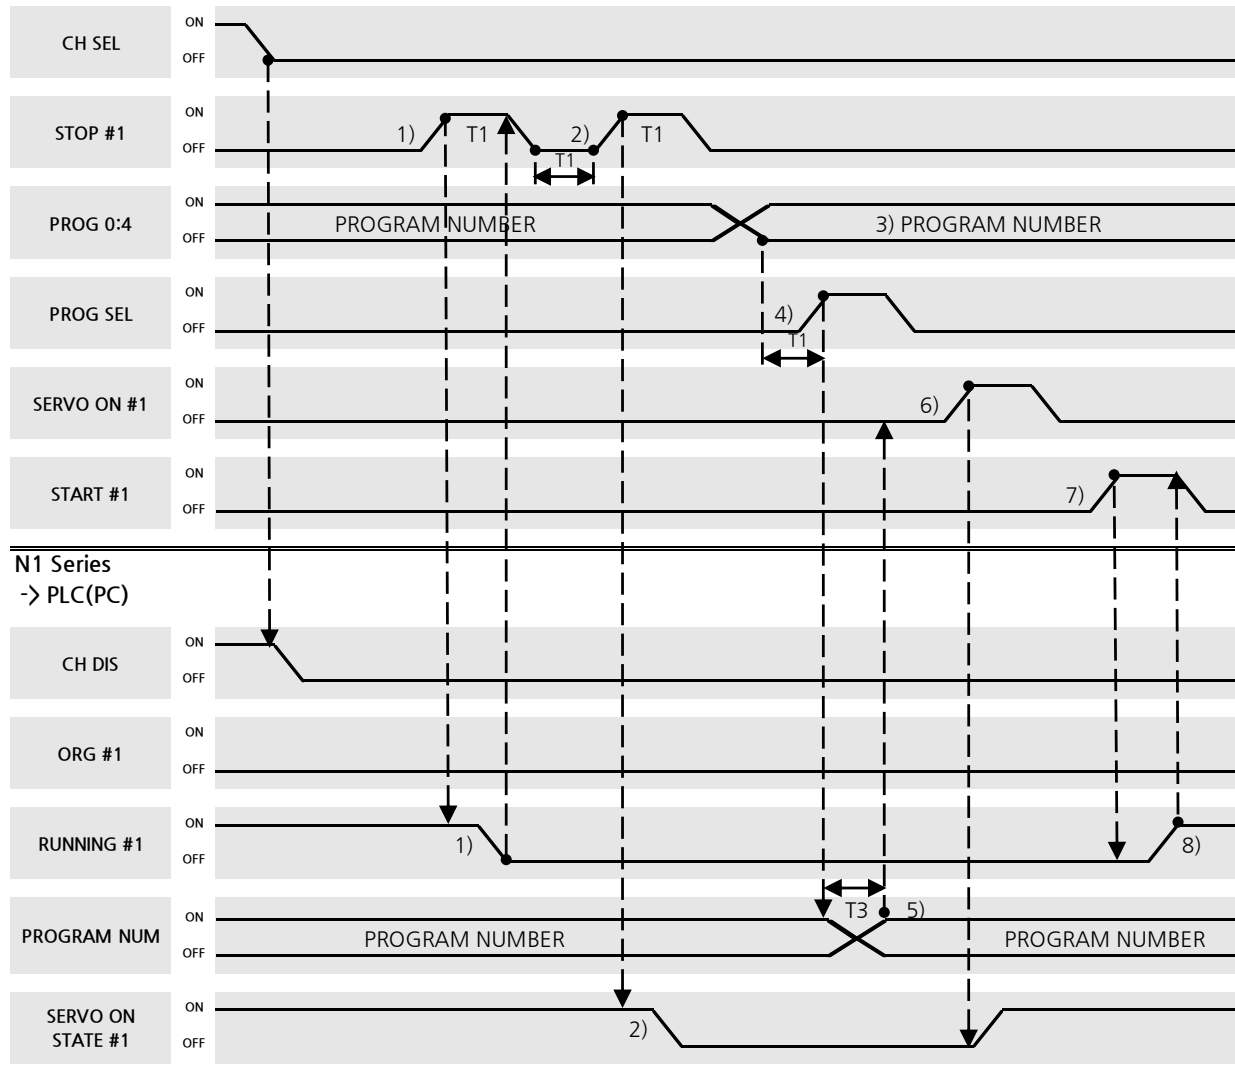 CH SEL
ON
OFF
STOP #1
ON
OFF
1)
T1
2)
T1
T1
PROG 0:4
ON
OFF
PROGRAM NUMBER
3) PROGRAM NUMBER
PROG SEL
ON
OFF
4)
T1
SERVO ON #1
ON
OFF
6)
START #1
ON
OFF
7)
N1 Series
-> PLC(PC)
CH DIS
ON
OFF
ORG #1
ON
OFF
RUNNING #1
ON
OFF
1)
8)
PROGRAM NUM
ON
OFF
PROGRAM NUMBER
T3
5)
PROGRAM NUMBER
SERVO ON
STATE #1
ON
OFF
2)